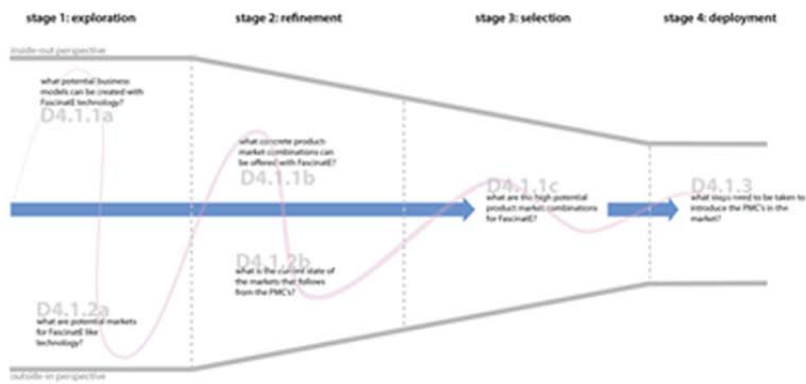 stage 1: exploration
stage 2: refinement
stage 3: selection
stage 4: deployment
inside-out perspective
what potential business
models can be created with
FascinatE technology?
D4.1.1a
what concrete product
market combinations can
be offered with FascinatE?
D4.1.1b
D4.1.1c
what are the high potential
product market combinations
for FascinatE?
D4.1.3
what steps need to be taken to
introduce the PMC's in the
market?
D4.1.2b
what is the current state of
the markets that follows
from the PMC's?
D4.1.2a
what are potential markets
for FascinatE like
technology?
outside-in perspective